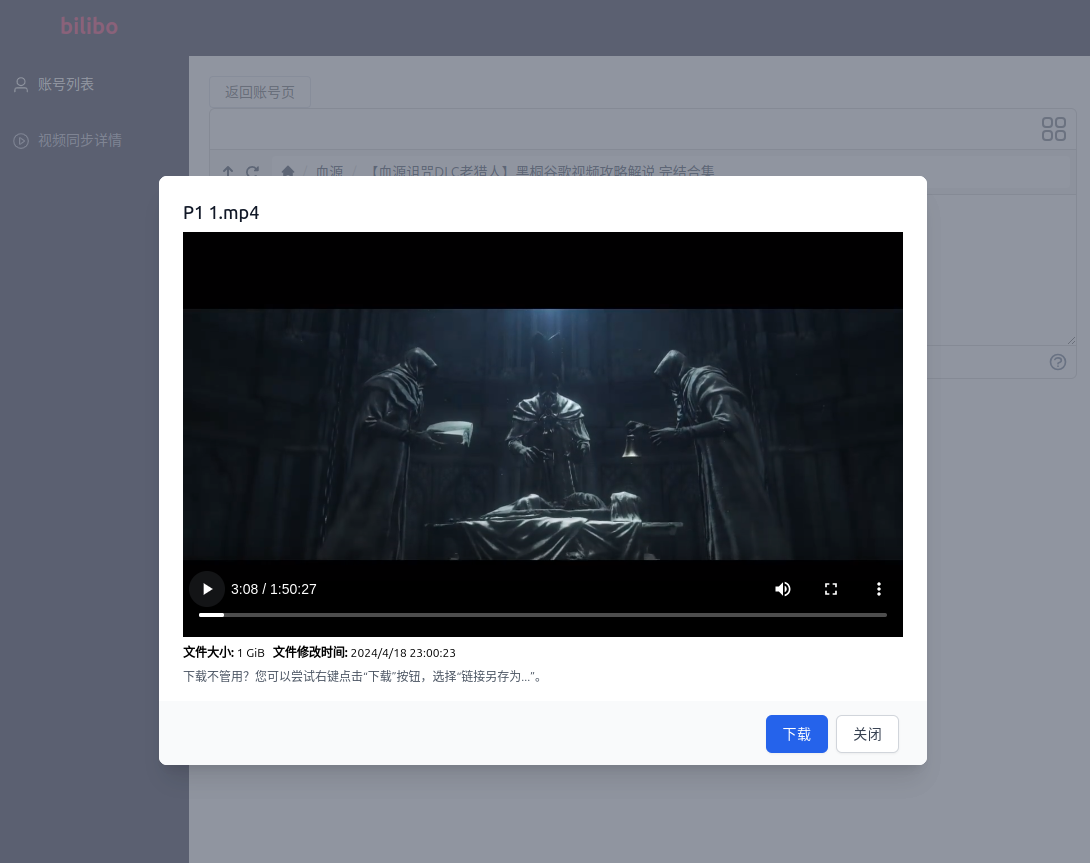 bilibo
账号列表
视频同步详情
返回账号页
血源 / 【血源诅咒DLC老猎人】黑桐谷歌视频攻略解说 完结合集
P1 1.mp4
3:08 / 1:50:27
文件大小: 1 GiB 文件修改时间: 2024/4/18 23:00:23
下载不管用？您可以尝试右键点击“下载”按钮，选择“链接另存为...”。
下载 关闭